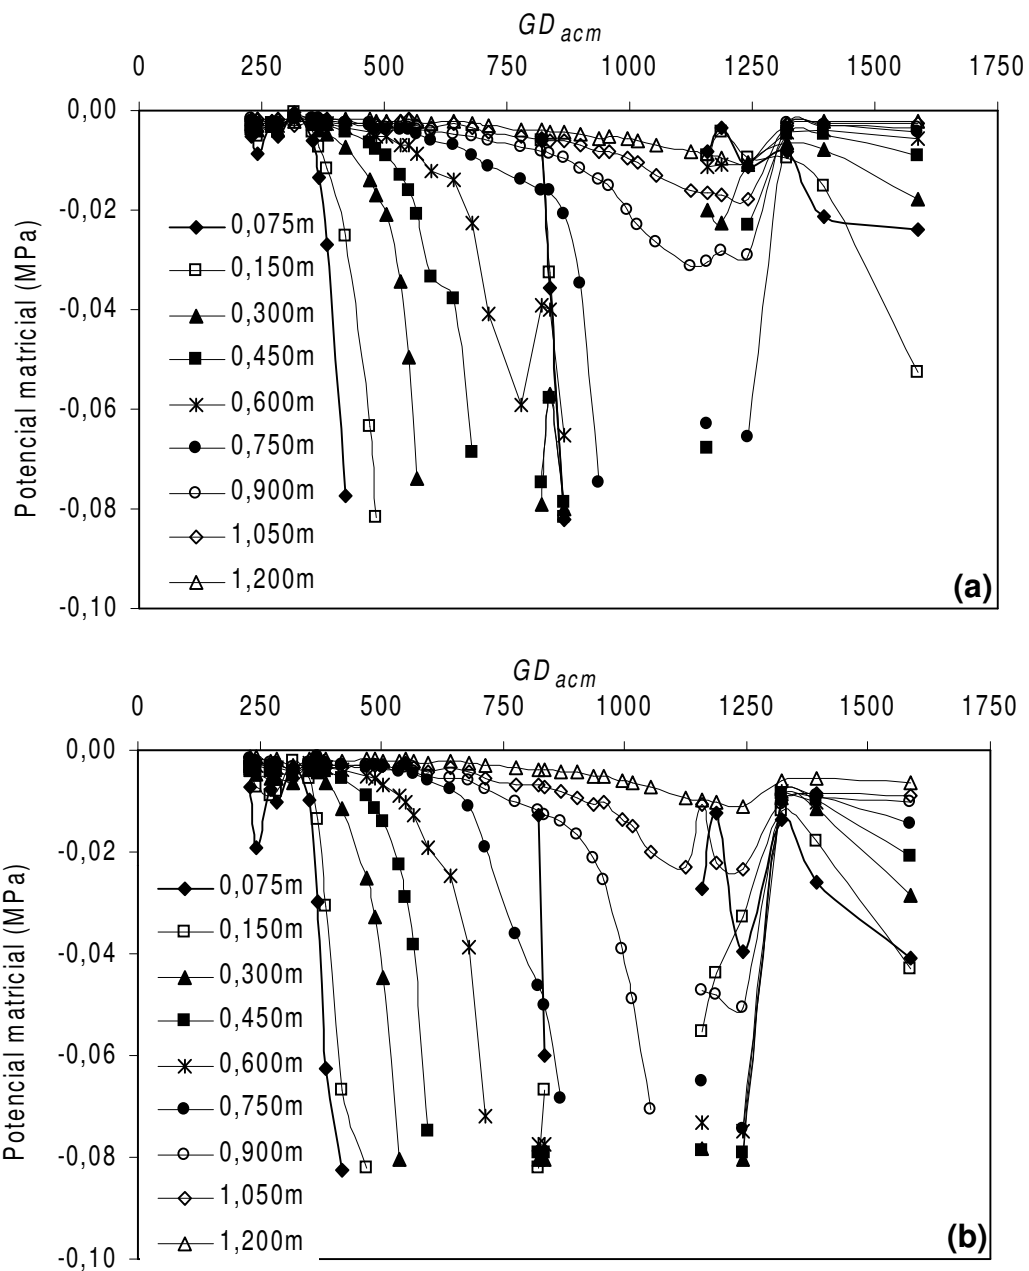 GD acm
0 250 500 750 1000 1250 1500 1750
0,00
-0,02
-0,04
-0,06
-0,08
-0,10
Potencial matricial (MPa)
0,075m
0,150m
0,300m
0,450m
0,600m
0,750m
0,900m
1,050m
1,200m
(a)
GD acm
0 250 500 750 1000 1250 1500 1750
0,00
-0,02
-0,04
-0,06
-0,08
-0,10
Potencial matricial (MPa)
0,075m
0,150m
0,300m
0,450m
0,600m
0,750m
0,900m
1,050m
1,200m
(b)